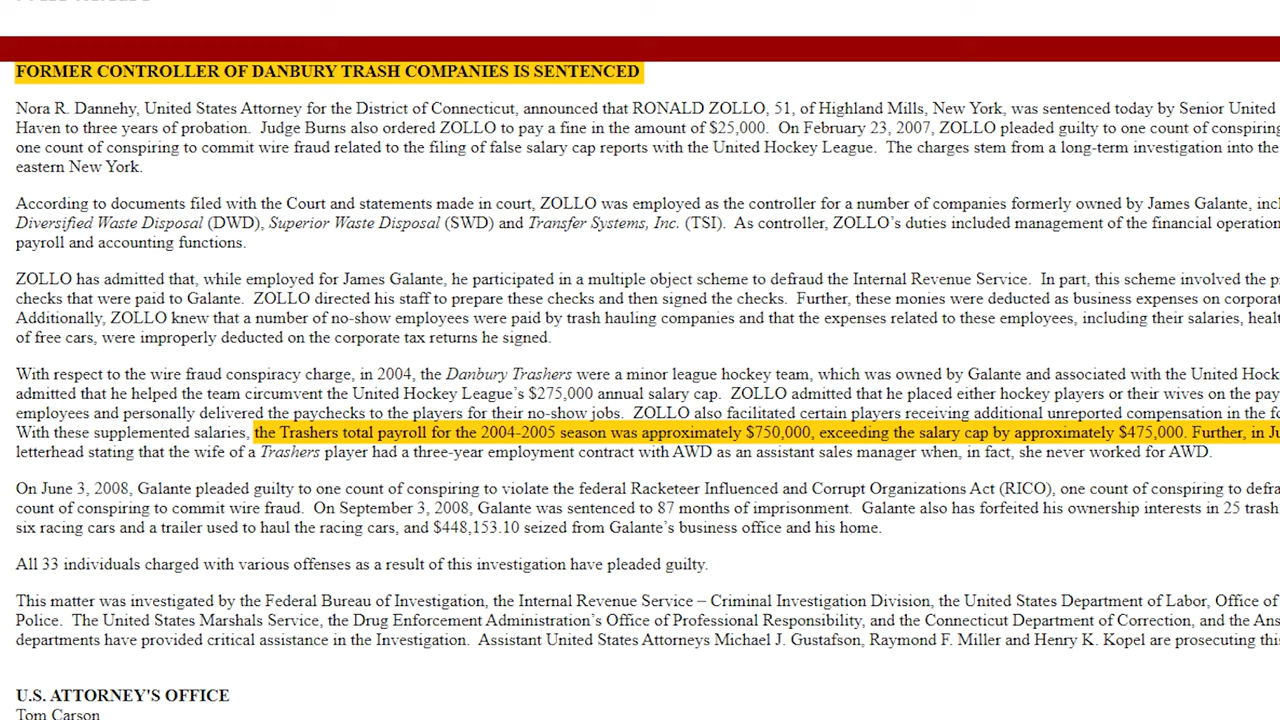 FORMER CONTROLLER OF DANBURY TRASH COMPANIES IS SENTENCED
Nora R. Dannehy, United States Attorney for the District of Connecticut, announced that RONALD ZOLLO, 51, of Highland Mills, New York, was sentenced today by Senior United
Haven to three years of probation. Judge Burns also ordered ZOLLO to pay a fine in the amount of $25,000. On February 23, 2007, ZOLLO pleaded guilty to one count of conspiring
one count of conspiring to commit wire fraud related to the filing of false salary cap reports with the United Hockey League. The charges stem from a long-term investigation into the
eastern New York.
According to documents filed with the Court and statements made in court, ZOLLO was employed as the controller for a number of companies formerly owned by James Galante, incl
Diversified Waste Disposal (DWD), Superior Waste Disposal (SWD) and Transfer Systems, Inc. (TSI). As controller, ZOLLO's duties included management of the financial operation
payroll and accounting functions.
ZOLLO has admitted that, while employed for James Galante, he participated in a multiple object scheme to defraud the Internal Revenue Service. In part, this scheme involved the p
checks that were paid to Galante. ZOLLO directed his staff to prepare these checks and then signed the checks. Further, these monies were deducted as business expenses on corporat
Additionally, ZOLLO knew that a number of no-show employees were paid by trash hauling companies and that the expenses related to these employees, including their salaries, healt
of free cars, were improperly deducted on the corporate tax returns he signed.
With respect to the wire fraud conspiracy charge, in 2004, the Danbury Trashers were a minor league hockey team, which was owned by Galante and associated with the United Hock
admitted that he helped the team circumvent the United Hockey League's $275,000 annual salary cap. ZOLLO admitted that he placed either hockey players or their wives on the pay
employees and personally delivered the paychecks to the players for their no-show jobs. ZOLLO also facilitated certain players receiving additional unreported compensation in the fo
With these supplemented salaries, the Trashers total payroll for the 2004-2005 season was approximately $750,000, exceeding the salary cap by approximately $475,000. Further, in Ju
letterhead stating that the wife of a Trashers player had a three-year employment contract with AWD as an assistant sales manager when, in fact, she never worked for AWD.
On June 3, 2008, Galante pleaded guilty to one count of conspiring to violate the federal Racketeer Influenced and Corrupt Organizations Act (RICO), one count of conspiring to defra
count of conspiring to commit wire fraud. On September 3, 2008, Galante was sentenced to 87 months of imprisonment. Galante also has forfeited his ownership interests in 25 trash
six racing cars and a trailer used to haul the racing cars, and $448,153.10 seized from Galante's business office and his home.
All 33 individuals charged with various offenses as a result of this investigation have pleaded guilty.
This matter was investigated by the Federal Bureau of Investigation, the Internal Revenue Service – Criminal Investigation Division, the United States Department of Labor, Office of
Police. The United States Marshals Service, the Drug Enforcement Administration's Office of Professional Responsibility, and the Connecticut Department of Correction, and the Ans
departments have provided critical assistance in the Investigation. Assistant United States Attorneys Michael J. Gustafson, Raymond F. Miller and Henry K. Kopel are prosecuting thi
U.S. ATTORNEY'S OFFICE
Tom Carson